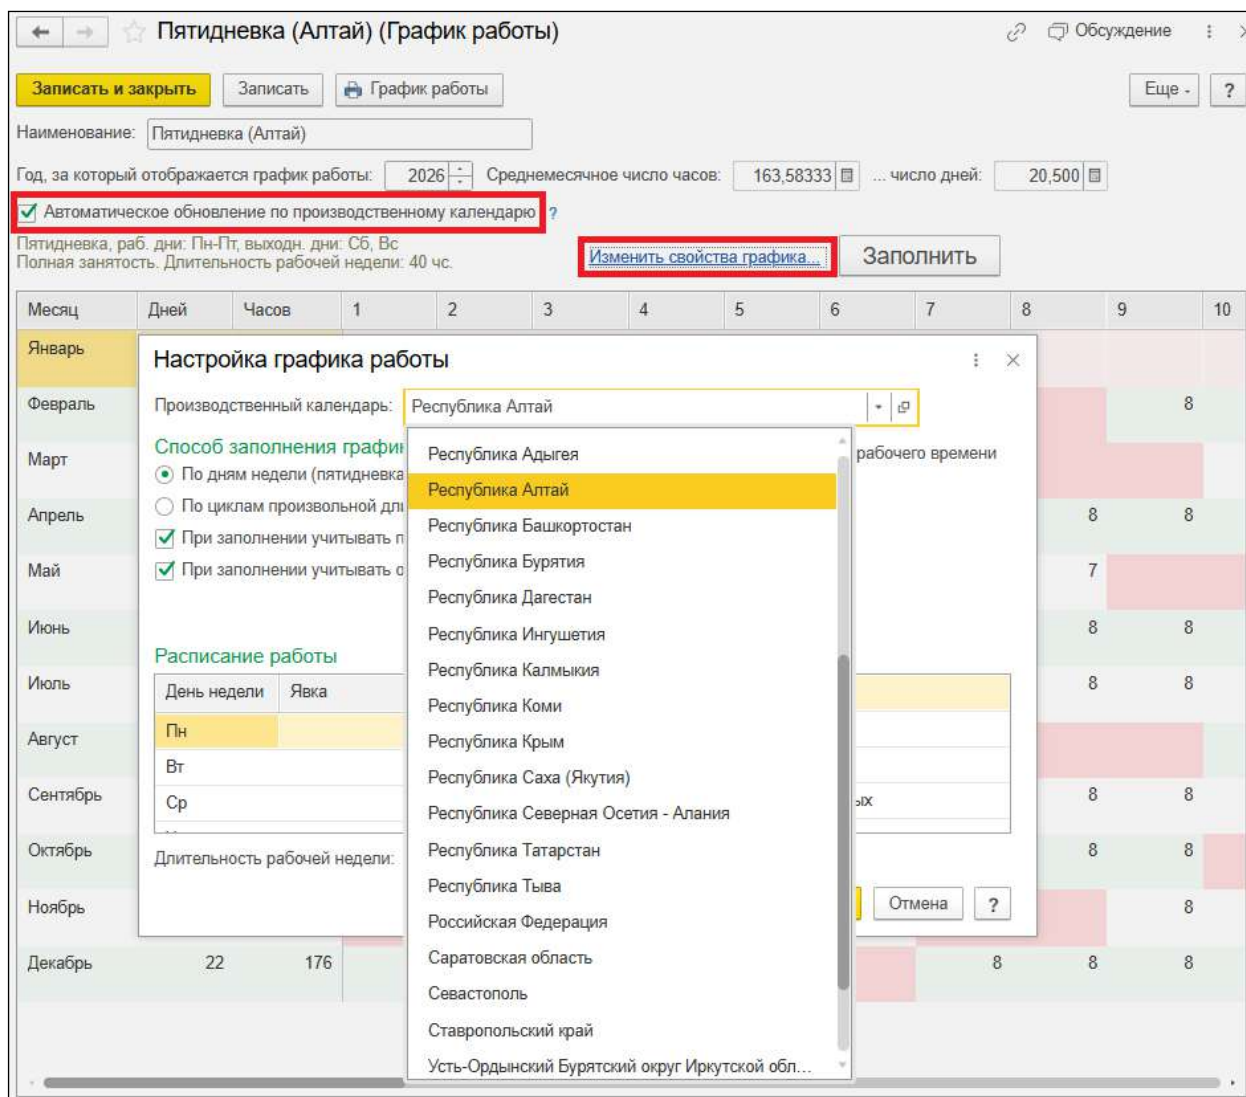 Пятидневка (Алтай) (График работы)
Обсуждение
Записать и закрыть
Записать
График работы
Еще
?
Наименование:
Пятидневка (Алтай)
Год, за который отображается график работы:
2026
Среднемесячное число часов:
163,58333
... число дней:
20,500
Автоматическое обновление по производственному календарю
?
Пятидневка, раб. дни: Пн-Пт, выходн. дни: Сб, Вс
Полная занятость. Длительность рабочей недели: 40 чс.
Изменить свойства графика...
Заполнить
Месяц Дней Часов 1 2 3 4 5 6 7 8 9 10
Январь
Февраль 8
Март
Апрель 8 8
Май 7
Июнь 8 8
Июль 8 8
Август
Сентябрь 8 8
Октябрь 8 8
Ноябрь 8
Декабрь 22 176 8 8 8
Настройка графика работы
Производственный календарь:
Республика Алтай
Способ заполнения
рабочего времени
По дням недели (пятидневка
По циклам произвольной
При заполнении учитывать
При заполнении учитывать
Расписание работы
День недели Явка
Пн
Вт
Ср
ых
Длительность рабочей недели:
Отмена
?
Республика Адыгея
Республика Алтай
Республика Башкортостан
Республика Бурятия
Республика Дагестан
Республика Ингушетия
Республика Калмыкия
Республика Коми
Республика Крым
Республика Саха (Якутия)
Республика Северная Осетия - Алания
Республика Татарстан
Республика Тыва
Российская Федерация
Саратовская область
Севастополь
Ставропольский край
Усть-Ордынский Бурятский округ Иркутской обл...